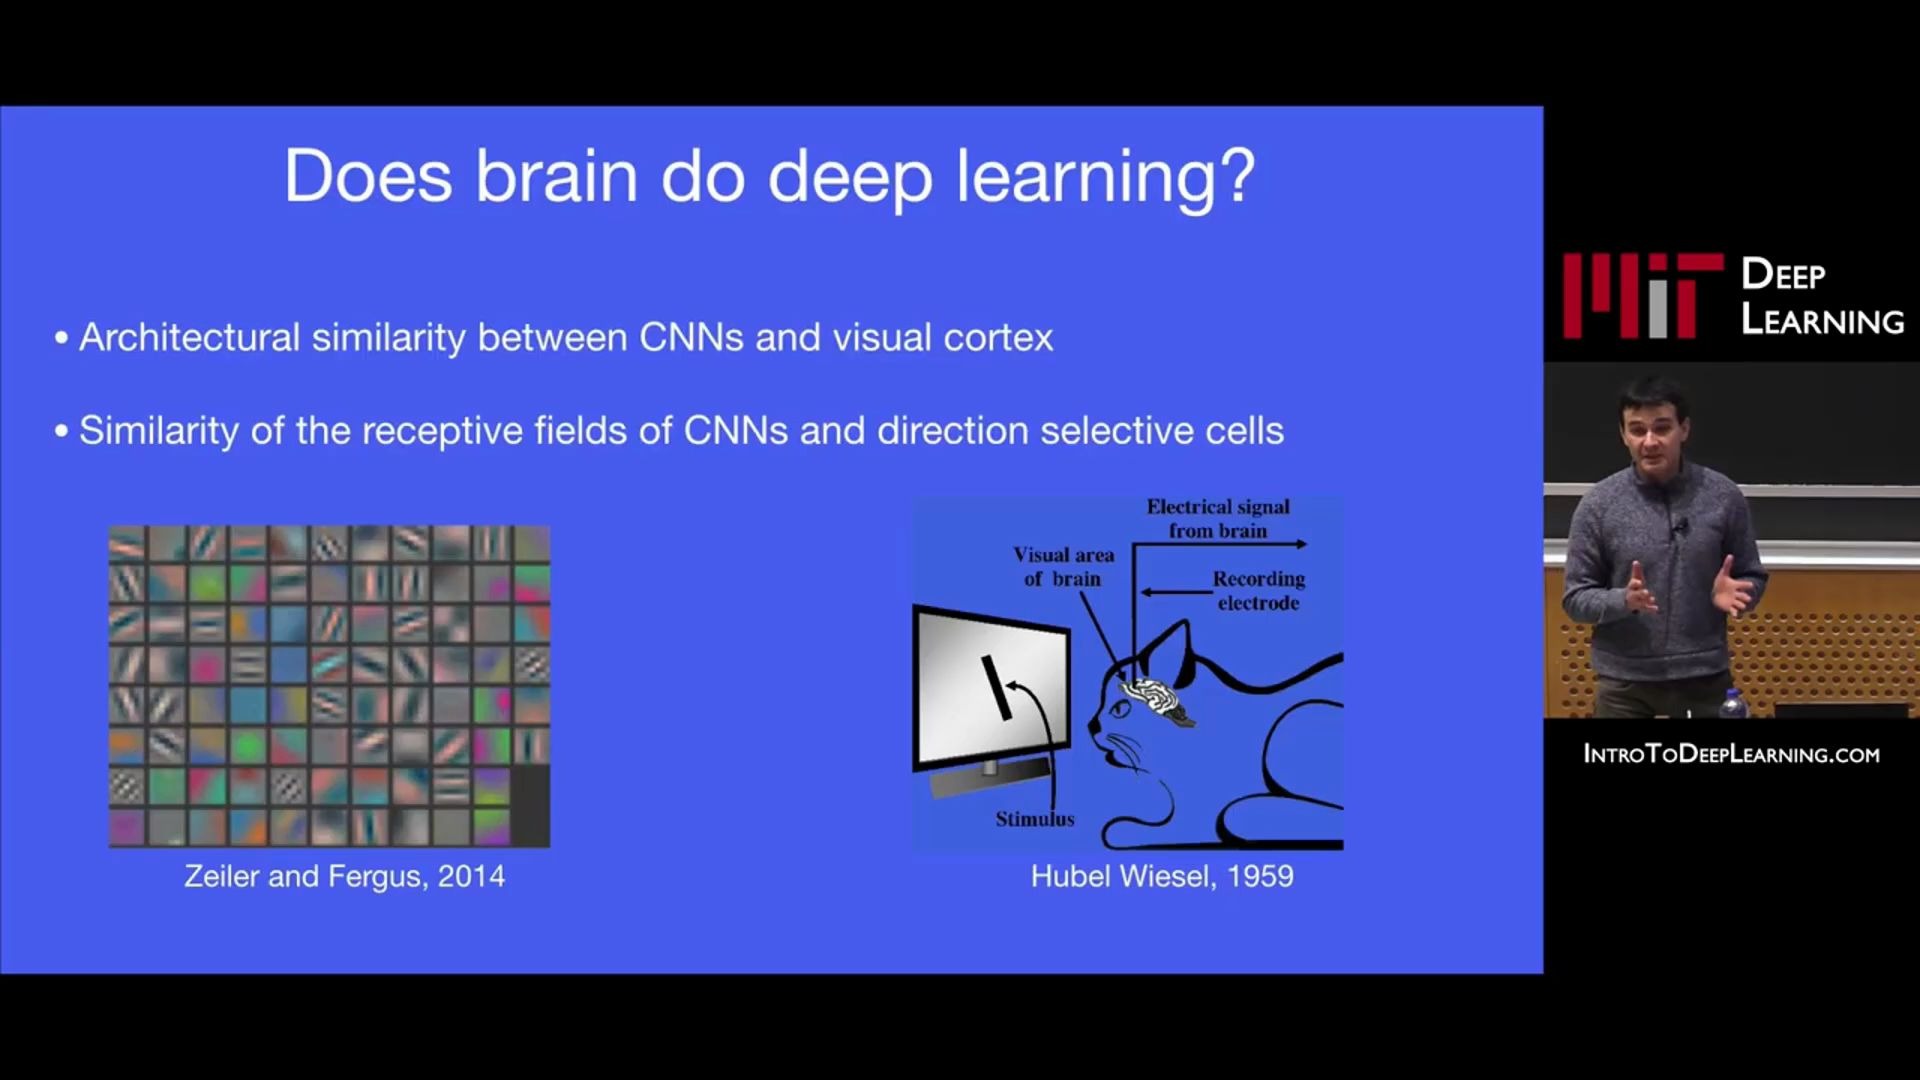 Does brain do deep learning?
• Architectural similarity between CNNs and visual cortex
• Similarity of the receptive fields of CNNs and direction selective cells
Electrical signal
from brain
Visual area
of brain
Recording
electrode
Stimulus
Zeiler and Fergus, 2014
Hubel Wiesel, 1959
MIT
DEEP
LEARNING
INTROTODEEPLEARNING.COM